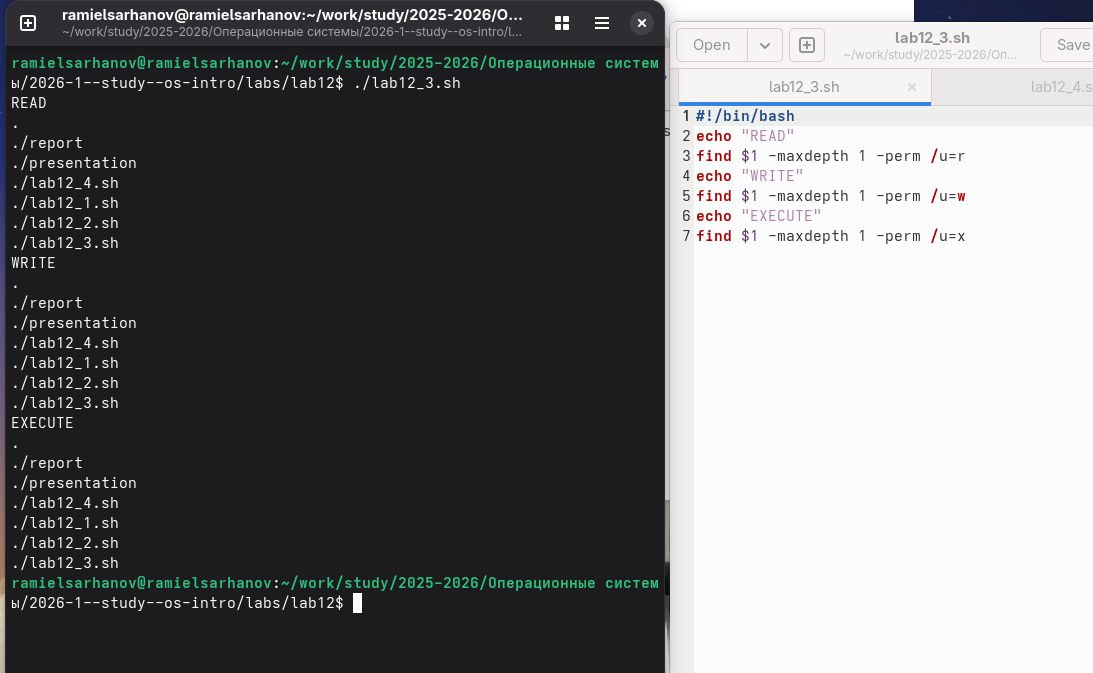 ramielsarhanov@ramielsarhanov:~/work/study/2025-2026/О...
~/work/study/2025-2026/Операционные системы/2026-1--study--os-intro/l...
ramielsarhanov@ramielsarhanov:~/work/study/2025-2026/Операционные систем
ы/2026-1--study--os-intro/labs/lab12$ ./lab12_3.sh
READ
.
./report
./presentation
./lab12_4.sh
./lab12_1.sh
./lab12_2.sh
./lab12_3.sh
WRITE
.
./report
./presentation
./lab12_4.sh
./lab12_1.sh
./lab12_2.sh
./lab12_3.sh
EXECUTE
.
./report
./presentation
./lab12_4.sh
./lab12_1.sh
./lab12_2.sh
./lab12_3.sh
ramielsarhanov@ramielsarhanov:~/work/study/2025-2026/Операционные систем
ы/2026-1--study--os-intro/labs/lab12$
Open
lab12_3.sh
~/work/study/2025-2026/Оп...
Save
lab12_3.sh
lab12_4.s
1 #!/bin/bash
2 echo "READ"
3 find $1 -maxdepth 1 -perm /u=r
4 echo "WRITE"
5 find $1 -maxdepth 1 -perm /u=w
6 echo "EXECUTE"
7 find $1 -maxdepth 1 -perm /u=x